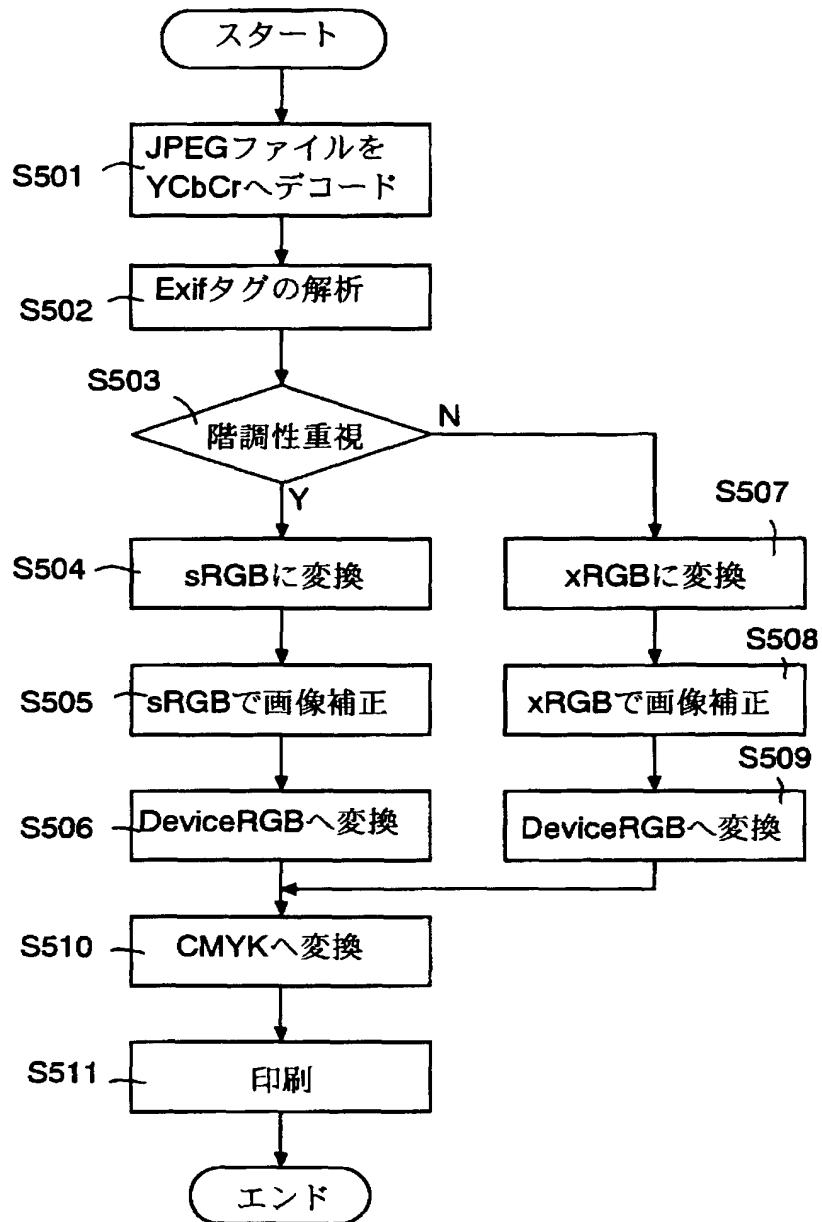 スタート
S501
JPEGファイルを
YCbCrへデコード
S502
Exifタグの解析
S503
階調性重視
N
Y
S504
sRGBに変換
S507
xRGBに変換
S505
sRGBで画像補正
S508
xRGBで画像補正
S506
DeviceRGBへ変換
S509
DeviceRGBへ変換
S510
CMYKへ変換
S511
印刷
エンド